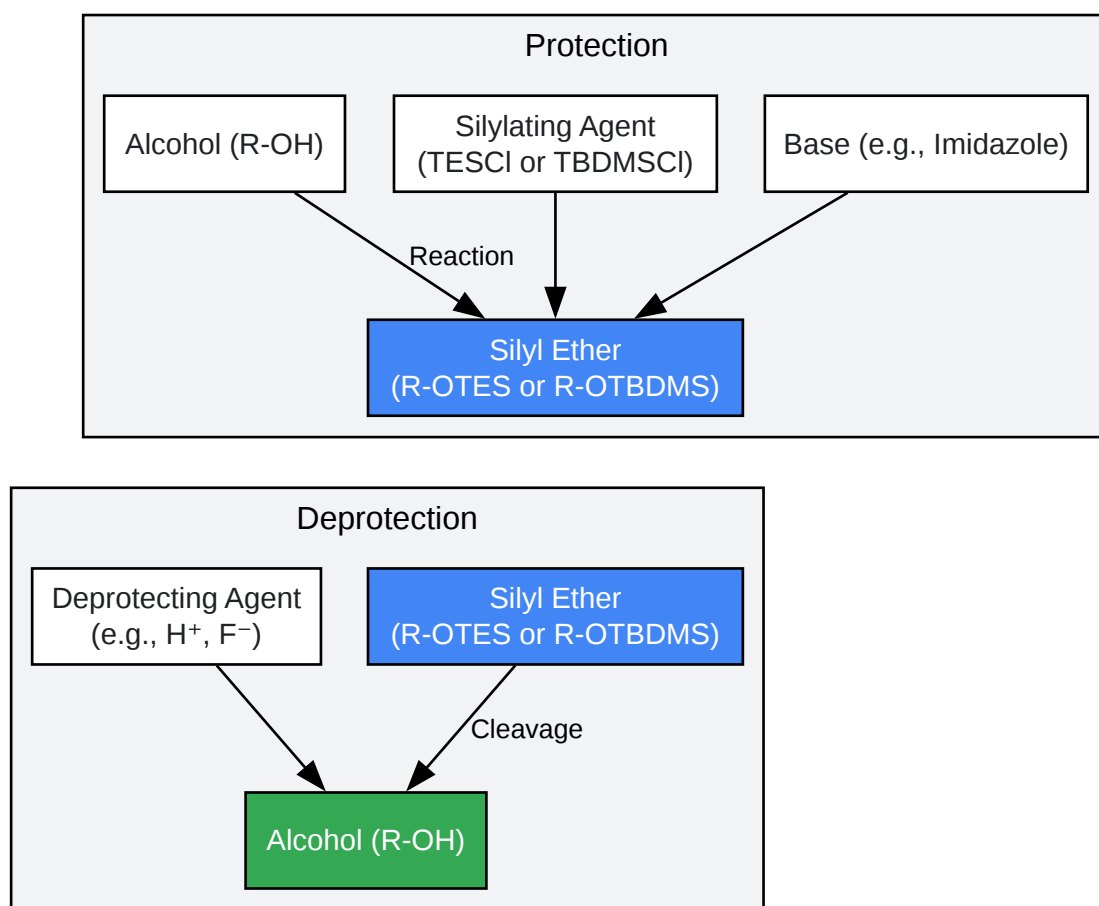 Protection
Alcohol (R-OH)
Silylating Agent
(TESCl or TBDMSCl)
Base (e.g., Imidazole)
Reaction
Silyl Ether
(R-OTES or R-OTBDMS)
Deprotection
Deprotecting Agent
(e.g., H⁺, F⁻)
Silyl Ether
(R-OTES or R-OTBDMS)
Cleavage
Alcohol (R-OH)